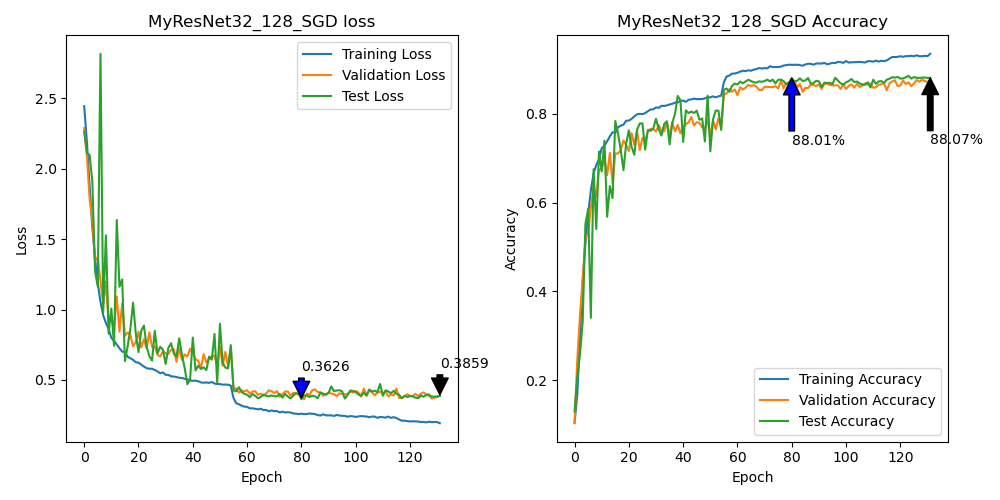 MyResNet32_128_SGD loss
Training Loss
Validation Loss
Test Loss
2.5
2.0
1.5
1.0
0.5
Loss
0.3626
0.3859
0
20
40
60
80
100
120
Epoch
MyResNet32_128_SGD Accuracy
0.8
0.6
0.4
0.2
Accuracy
88.01%
88.07%
Training Accuracy
Validation Accuracy
Test Accuracy
0
20
40
60
80
100
120
Epoch